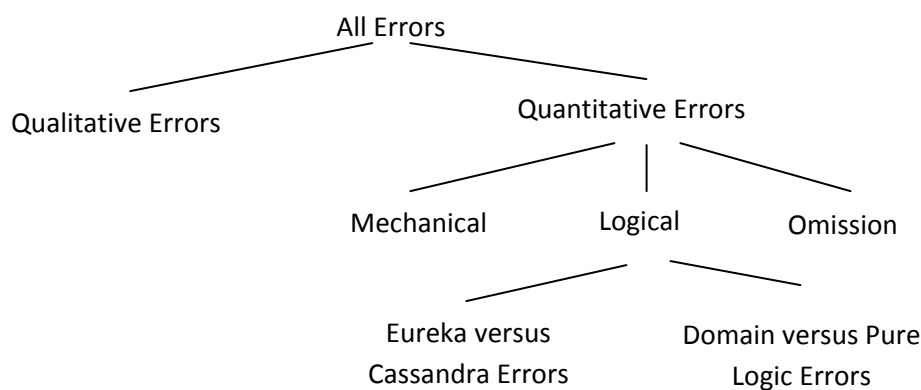 All Errors
Qualitative Errors
Quantitative Errors
Mechanical
Logical
Omission
Eureka versus
Cassandra Errors
Domain versus Pure
Logic Errors